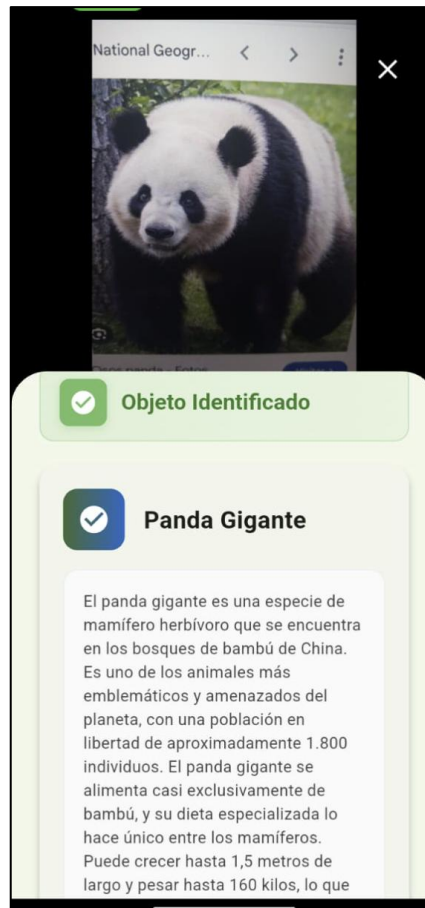 National Geogr...
Osos panda - Fotos
Objeto Identificado
Panda Gigante
El panda gigante es una especie de
mamífero herbívoro que se encuentra
en los bosques de bambú de China.
Es uno de los animales más
emblemáticos y amenazados del
planeta, con una población en
libertad de aproximadamente 1.800
individuos. El panda gigante se
alimenta casi exclusivamente de
bambú, y su dieta especializada lo
hace único entre los mamíferos.
Puede crecer hasta 1,5 metros de
largo y pesar hasta 160 kilos, lo que